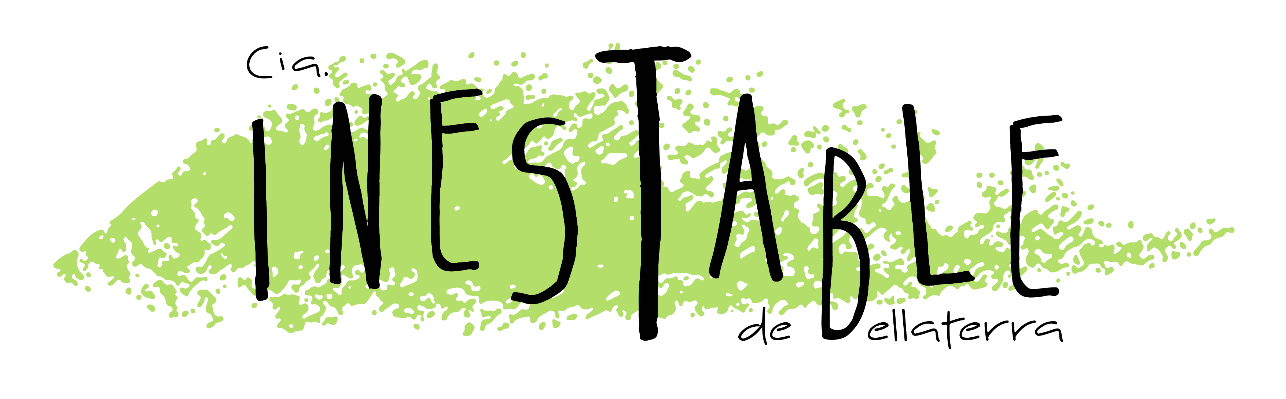 Cia.
INESTABLE
de Bellaterra